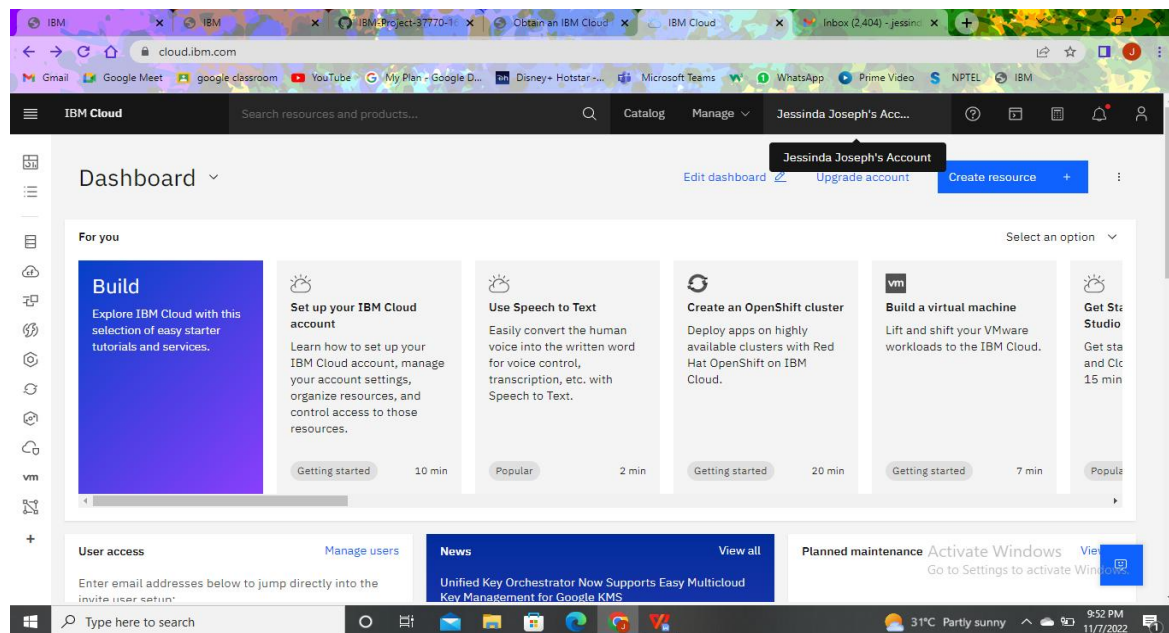 IBM
IBM
IBM-Project-37770-16
Obtain an IBM Cloud
IBM Cloud
Inbox (2,404) - jessind
cloud.ibm.com
J
Gmail
Google Meet
google classroom
YouTube
My Plan - Google D...
Disney+ Hotstar -...
Microsoft Teams
WhatsApp
Prime Video
NPTEL
IBM
IBM Cloud
Search resources and products...
Catalog
Manage
Jessinda Joseph's Acc...
Jessinda Joseph's Account
Dashboard
Edit dashboard
Upgrade account
Create resource +
For you
Select an option
Build
Explore IBM Cloud with this
selection of easy starter
tutorials and services.
Set up your IBM Cloud
account
Learn how to set up your
IBM Cloud account, manage
your account settings,
organize resources, and
control access to those
resources.
Getting started 10 min
Use Speech to Text
Easily convert the human
voice into the written word
for voice control,
transcription, etc. with
Speech to Text.
Popular 2 min
Create an OpenShift cluster
Deploy apps on highly
available clusters with Red
Hat OpenShift on IBM
Cloud.
Getting started 20 min
vm
Build a virtual machine
Lift and shift your VMware
workloads to the IBM Cloud.
Getting started 7 min
Get Sta
Studio
Get sta
and Clo
15 min
Popula
vm
User access
Manage users
Enter email addresses below to jump directly into the
invite user setup:
News
View all
Unified Key Orchestrator Now Supports Easy Multicloud
Key Management for Google KMS
Planned maintenance
Activate Windows
Go to Settings to activate Windows.
Type here to search
31°C Partly sunny
9:52 PM
11/7/2022